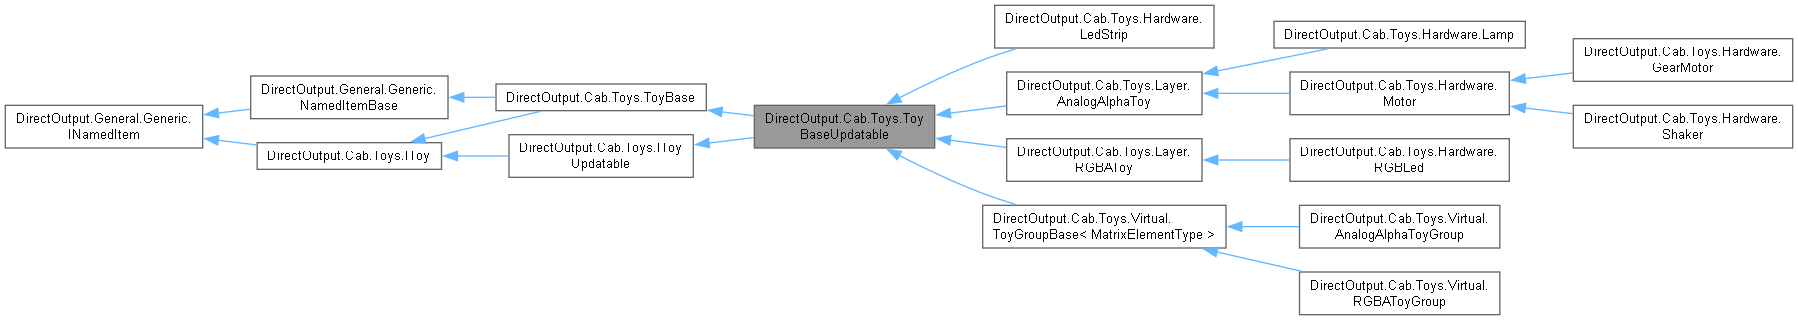 DirectOutput.General.Generic.
INamedItem
DirectOutput.General.Generic.
NamedItemBase
DirectOutput.Cab.Toys.IToy
DirectOutput.Cab.Toys.ToyBase
DirectOutput.Cab.Toys.IToy
Updatable
DirectOutput.Cab.Toys.Toy
BaseUpdatable
DirectOutput.Cab.Toys.Hardware.
LedStrip
DirectOutput.Cab.Toys.Layer.
AnalogAlphaToy
DirectOutput.Cab.Toys.Layer.
RGBAToy
DirectOutput.Cab.Toys.Virtual.
ToyGroupBase< MatrixElementType >
DirectOutput.Cab.Toys.Hardware.Lamp
DirectOutput.Cab.Toys.Hardware.
Motor
DirectOutput.Cab.Toys.Hardware.
RGBLed
DirectOutput.Cab.Toys.Virtual.
AnalogAlphaToyGroup
DirectOutput.Cab.Toys.Virtual.
RGBAToyGroup
DirectOutput.Cab.Toys.Hardware.
GearMotor
DirectOutput.Cab.Toys.Hardware.
Shaker